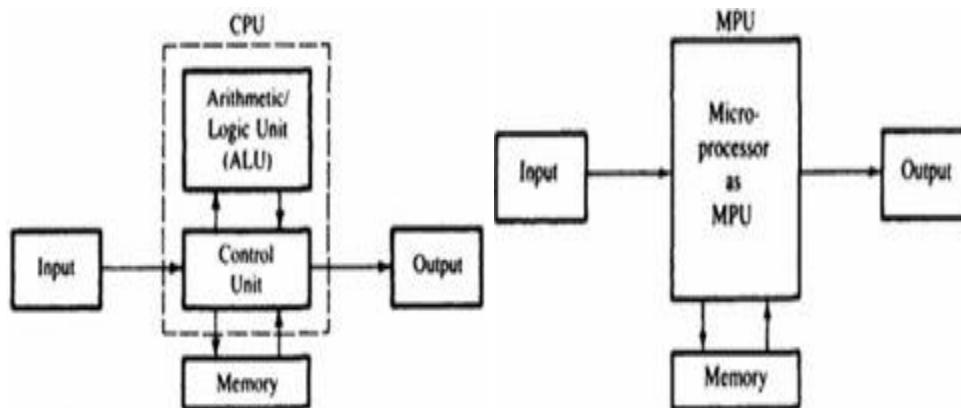 CPU
Arithmetic/
Logic Unit
(ALU)
Input
Control
Unit
Output
Memory
MPU
Micro-
processor
as
MPU
Input
Output
Memory